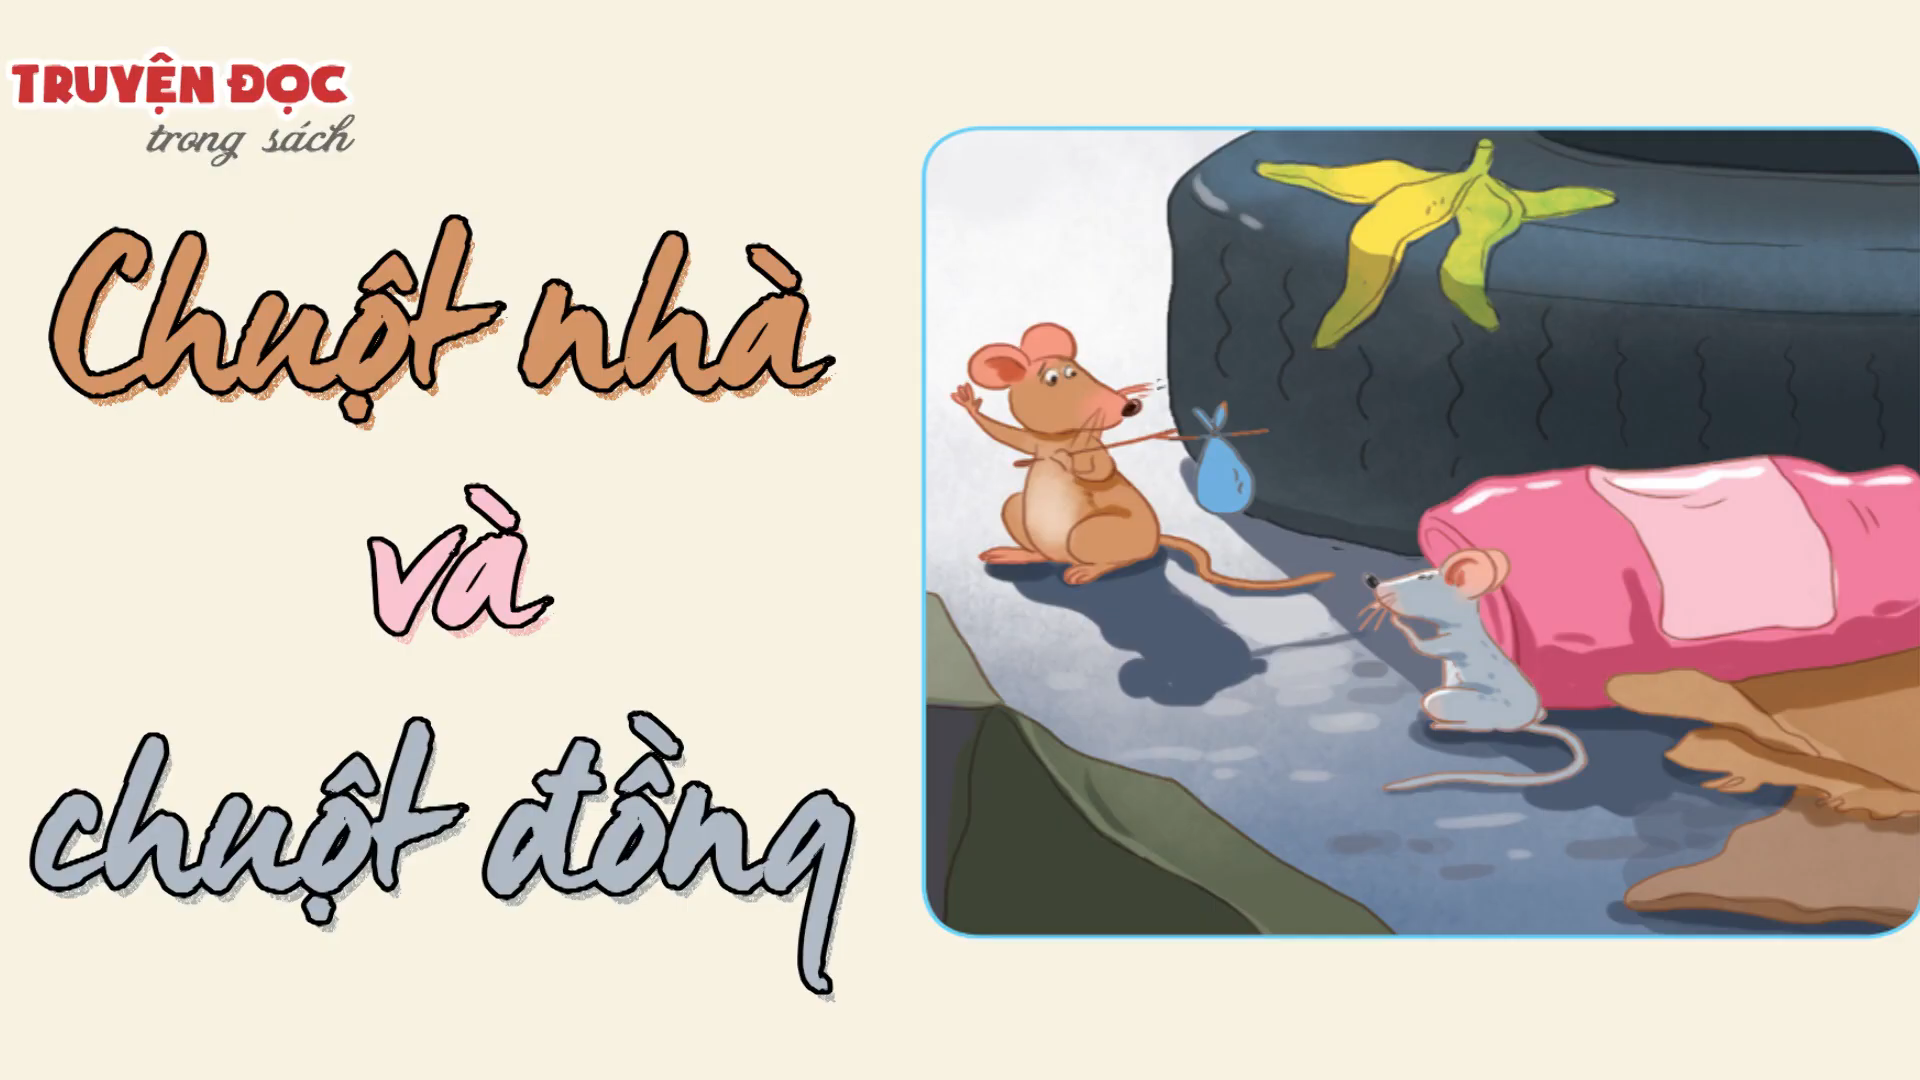 TRUYỆN ĐỌC
trong sách
Chuột nhà
và
chuột đồng